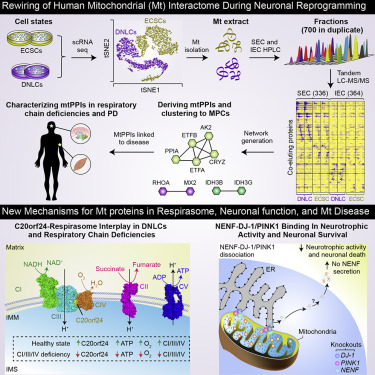 Rewiring of Human Mitochondrial (Mt) Interactome During Neuronal Reprogramming
Cell states
ECSCs
DNLCs
scRNA
seq
DNLCs
ECSCs
tSNE2
tSNE1
Mt
isolation
Mt extract
SEC and
IEC HPLC
Fractions
(700 in duplicate)
Tandem
LC-MS/MS
SEC (336)
IEC (364)
Co-eluting proteins
DNLC
ECSC
DNLC
ECSC
Network
generation
Deriving mtPPIs and
clustering to MPCs
AK2
ETFB
PPIA
CRYZ
ETFA
RHOA
MX2
IDH3B
IDH3G
MtPPIs
linked
to disease
Characterizing mtPPIs in respiratory
chain deficiencies and PD
New Mechanisms for Mt proteins in Respirasome, Neuronal function, and Mt Disease
C20orf24-Respirasome Interplay in DNLCs
and Respiratory Chain Deficiencies
Matrix
NADH
NAD+
H2O
O2
Succinate
Fumarate
ATP
ADP
CI
CIII
CIV
CII
CV
C20orf24
IMM
H+
H+
Healthy state
C20orf24
ATP
O2
CI/III/IV
CI/III/IV deficiency
C20orf24
ATP
O2
CI/III/IV
IMS
NENF-DJ-1/PINK1 Binding In Neurotrophic
Activity and Neuronal Survival
NENF-DJ-1/PINK1
dissociation
ER
Neurotrophic activity
and neuronal death
No NENF
secretion
?
Mitochondria
Knockouts
DJ-1
PINK1
NENF